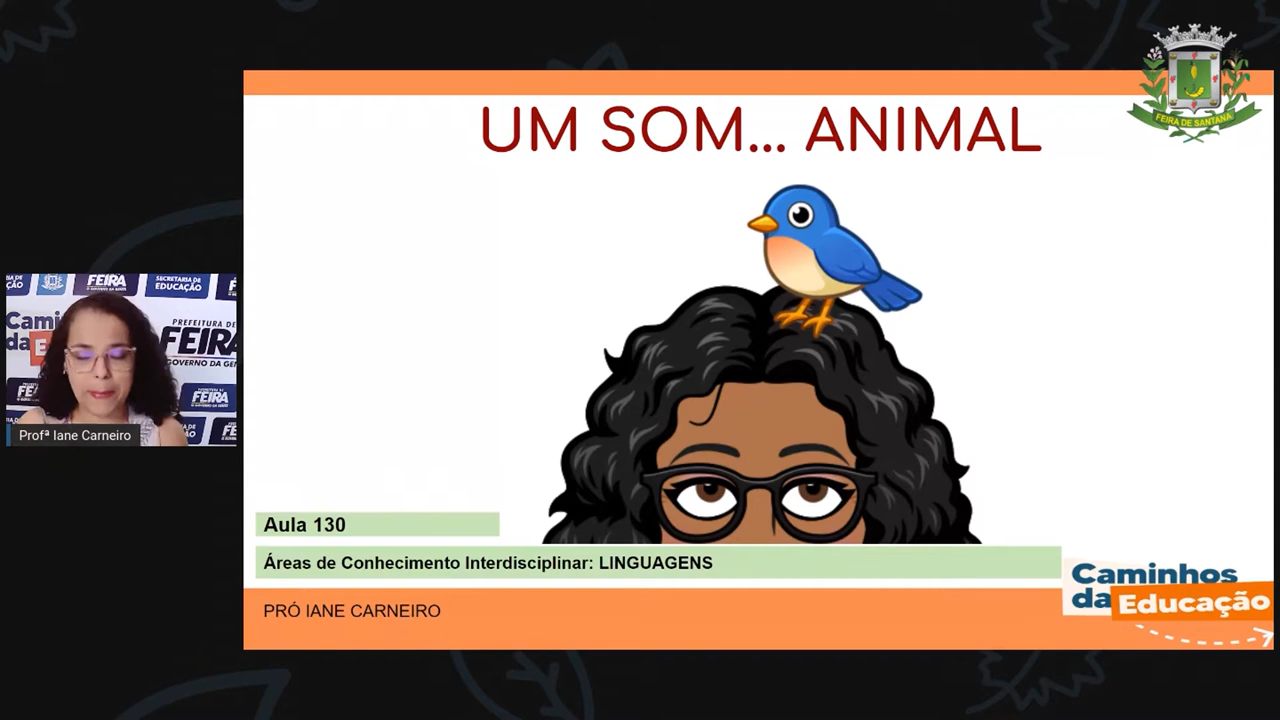 FEIRA DE SANTANA
UM SOM... ANIMAL
FEIRA
SECRETARIA DE
EDUCAÇÃO
PREFEITURA DE
FEIRA
FEIRA
Profª Iane Carneiro
Aula 130
Áreas de Conhecimento Interdisciplinar: LINGUAGENS
PRÓ IANE CARNEIRO
Caminhos
da Educação